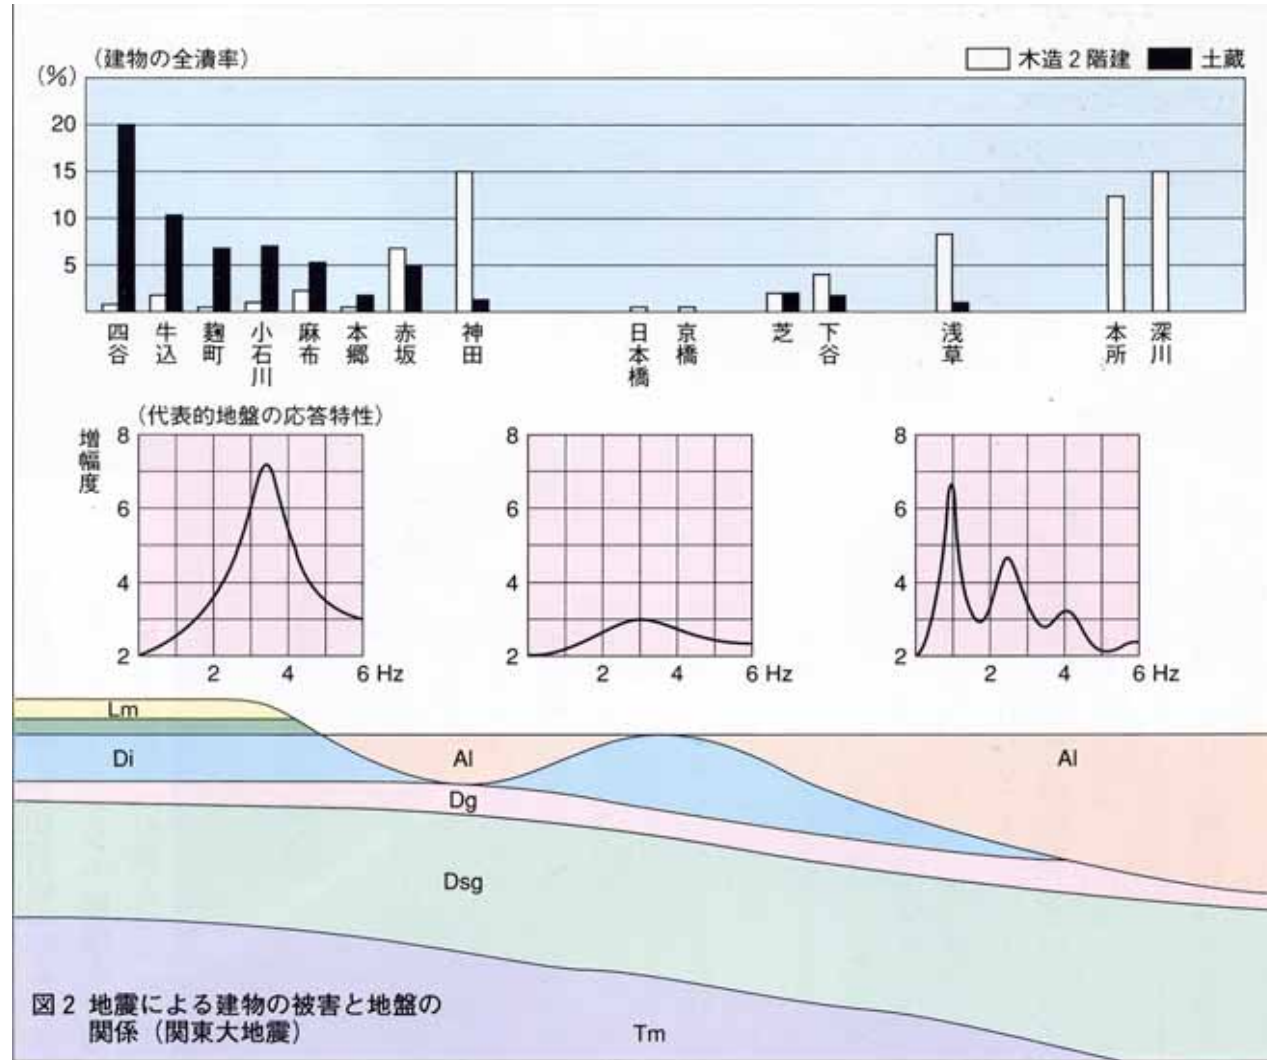 (建物の全潰率)
(%)
木造2階建 土蔵
20
15
10
5
四谷 牛込 麹町 小石川 麻布 本郷 赤坂 神田 日本橋 京橋 芝 下谷 浅草 本所 深川
(代表的地盤の応答特性)
増幅度
8
6
4
2
2 4 6 Hz
8
6
4
2
2 4 6 Hz
8
6
4
2
2 4 6 Hz
Lm
Di Al Al
Dg
Dsg
Tm
図2 地震による建物の被害と地盤の
関係(関東大地震)